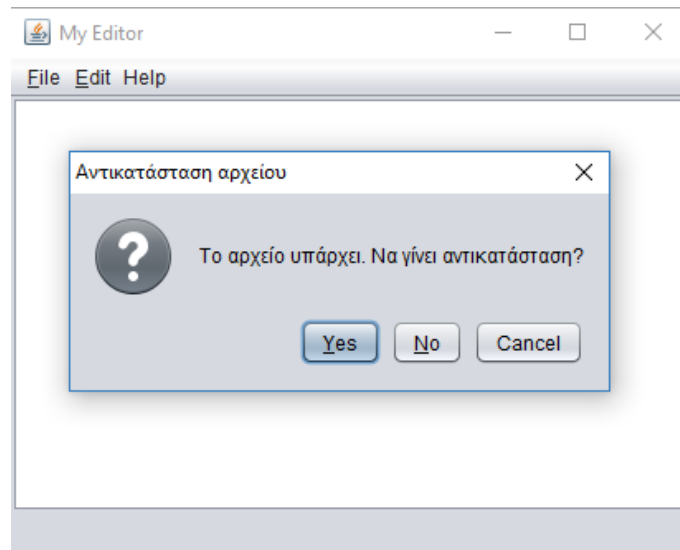 My Editor
File Edit Help
Αντικατάσταση αρχείου
Το αρχείο υπάρχει. Να γίνει αντικατάσταση?
Yes No Cancel